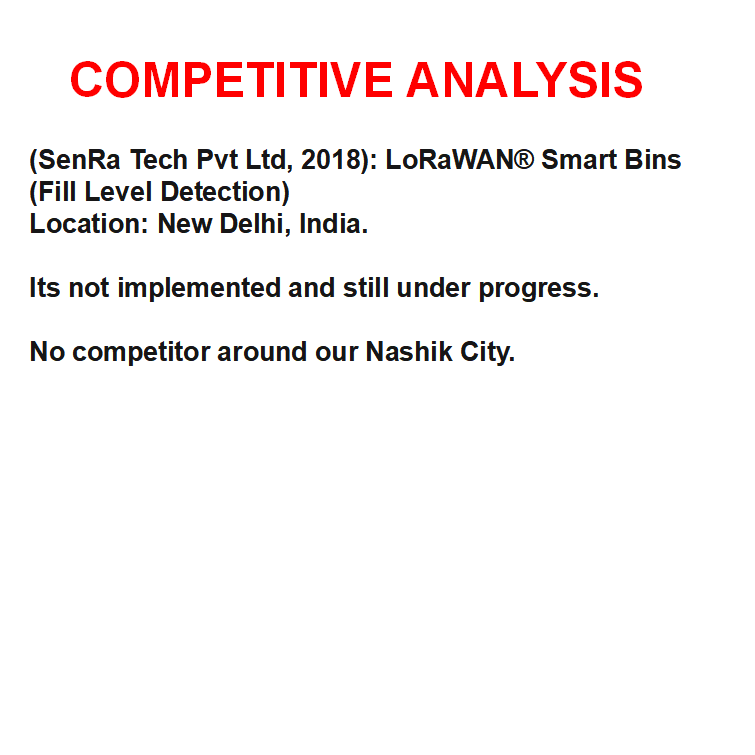 COMPETITIVE ANALYSIS
(SenRa Tech Pvt Ltd, 2018): LoRaWAN® Smart Bins
(Fill Level Detection)
Location: New Delhi, India.
Its not implemented and still under progress.
No competitor around our Nashik City.